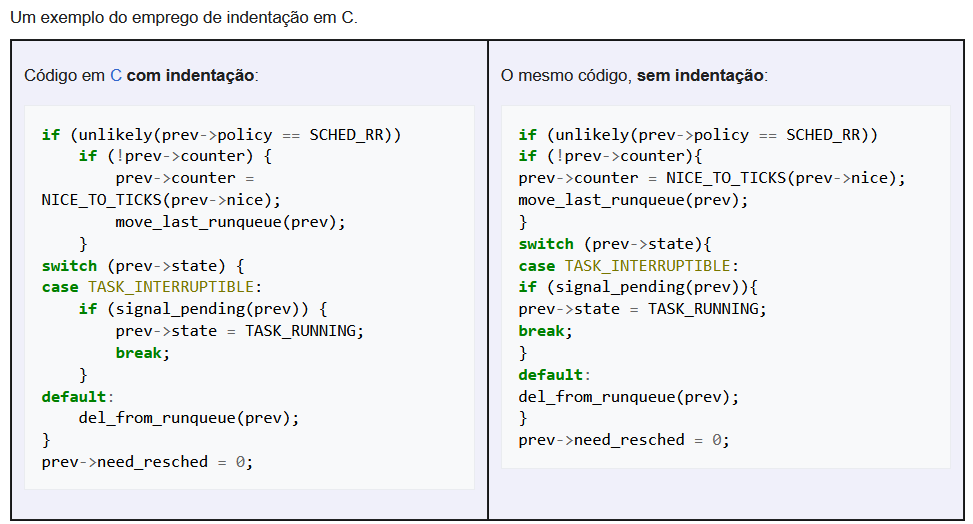 Um exemplo do emprego de indentação em C.
Código em C com indentação:
if (unlikely(prev->policy == SCHED_RR))
    if (!prev->counter) {
        prev->counter =
NICE_TO_TICKS(prev->nice);
        move_last_runqueue(prev);
    }
switch (prev->state) {
case TASK_INTERRUPTIBLE:
    if (signal_pending(prev)) {
        prev->state = TASK_RUNNING;
        break;
    }
default:
    del_from_runqueue(prev);
}
prev->need_resched = 0;
O mesmo código, sem indentação:
if (unlikely(prev->policy == SCHED_RR))
if (!prev->counter){
prev->counter = NICE_TO_TICKS(prev->nice);
move_last_runqueue(prev);
}
switch (prev->state){
case TASK_INTERRUPTIBLE:
if (signal_pending(prev)){
prev->state = TASK_RUNNING;
break;
}
default:
del_from_runqueue(prev);
}
prev->need_resched = 0;